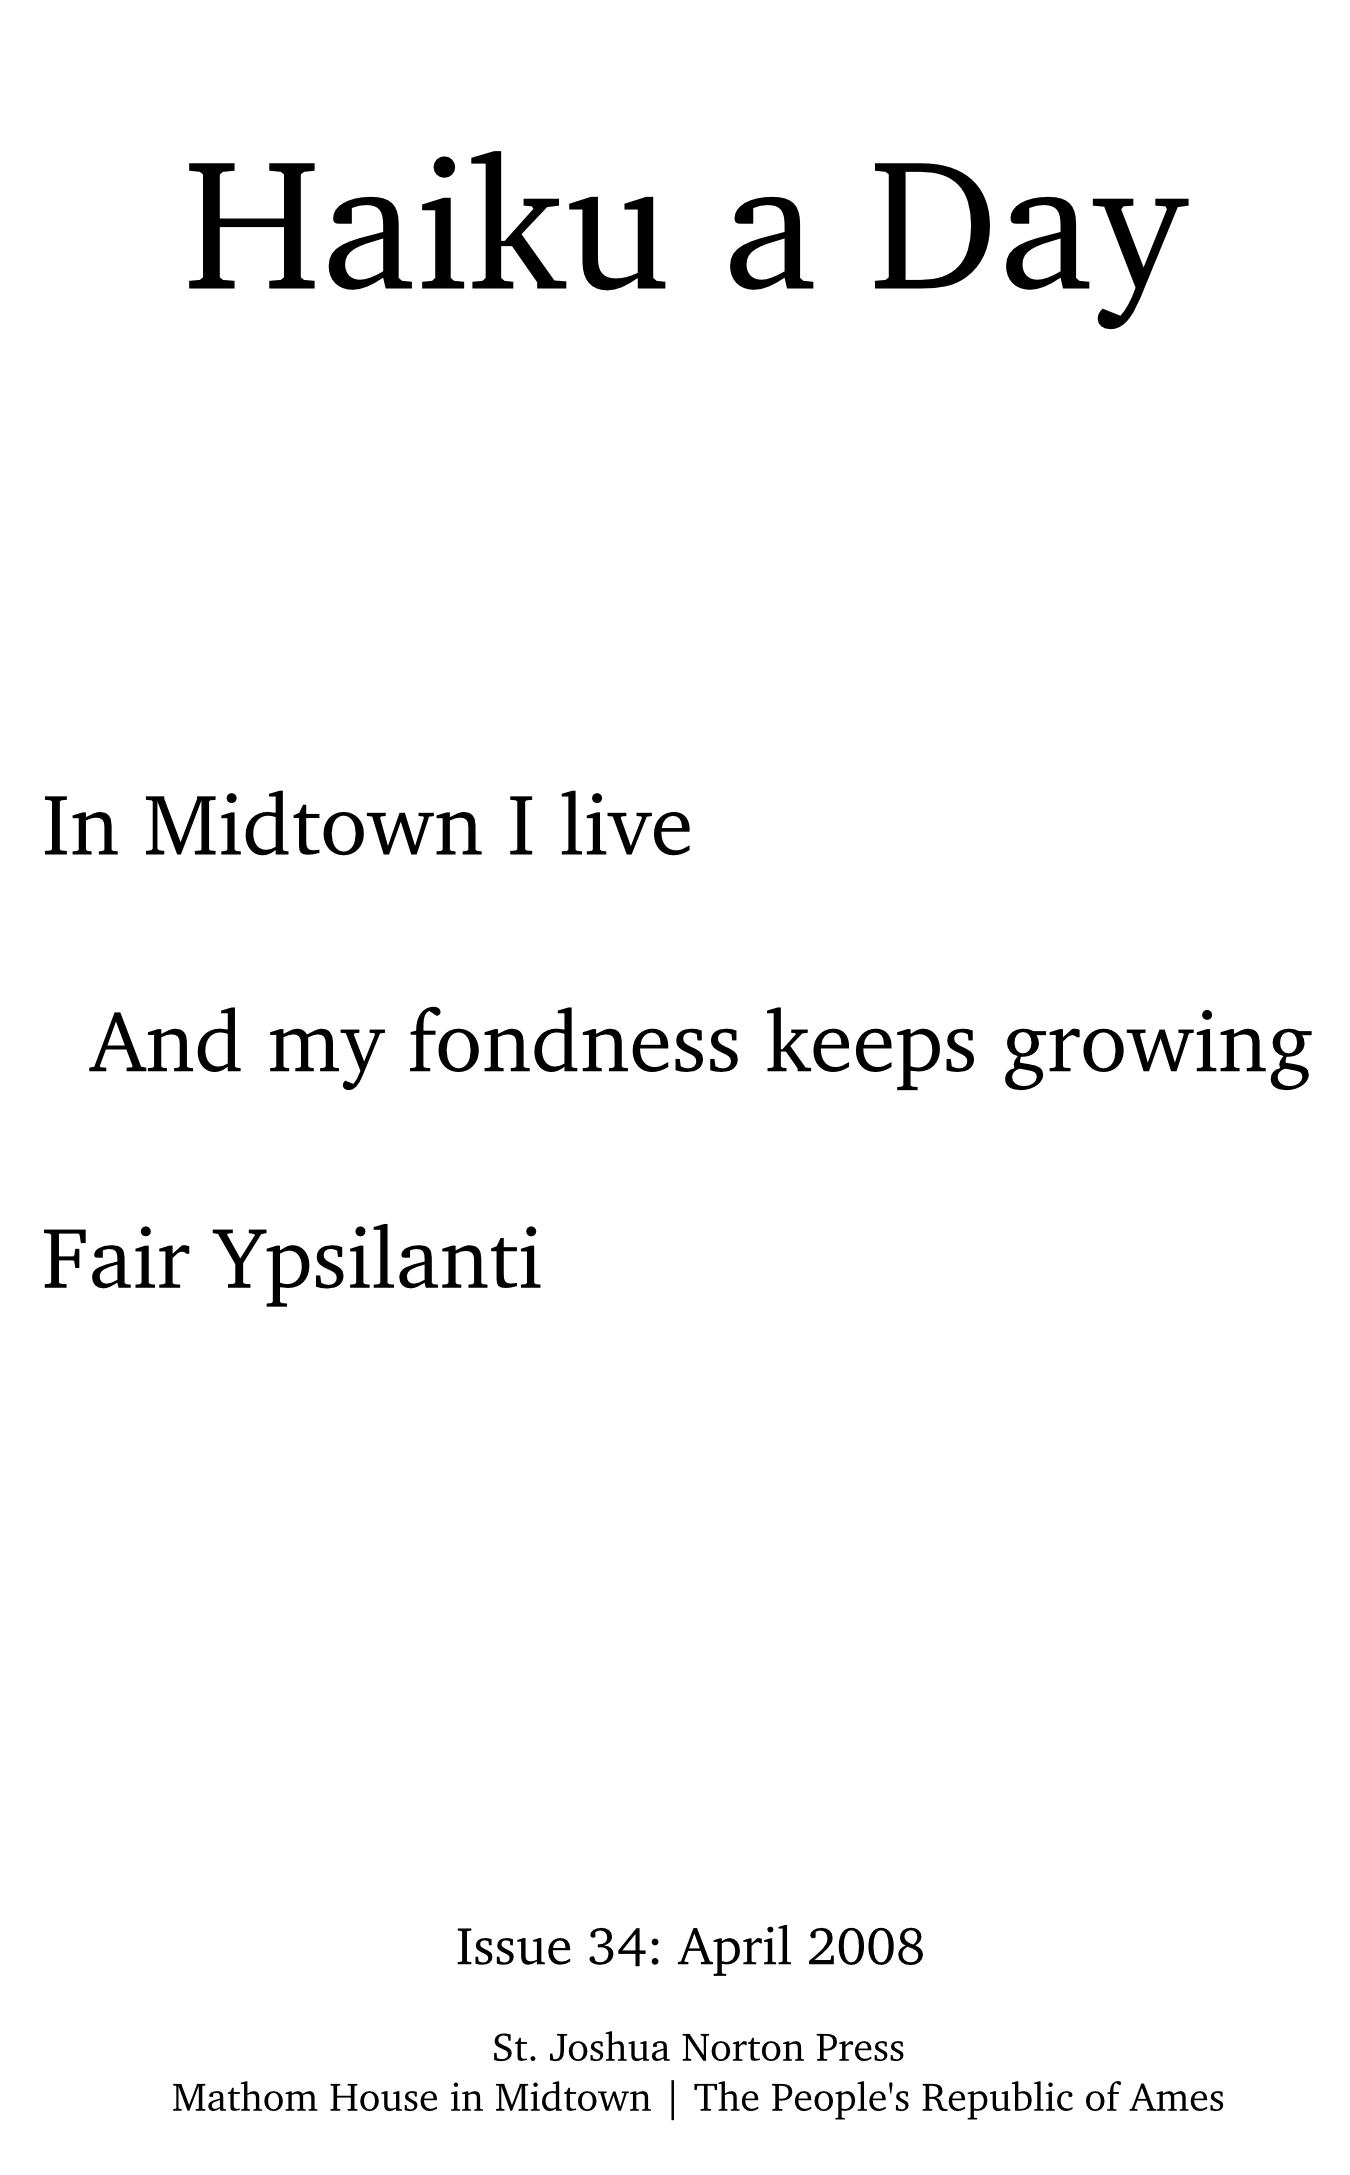 Haiku a Day
In Midtown I live
And my fondness keeps growing
Fair Ypsilanti
Issue 34: April 2008
St. Joshua Norton Press
Mathom House in Midtown | The People's Republic of Ames